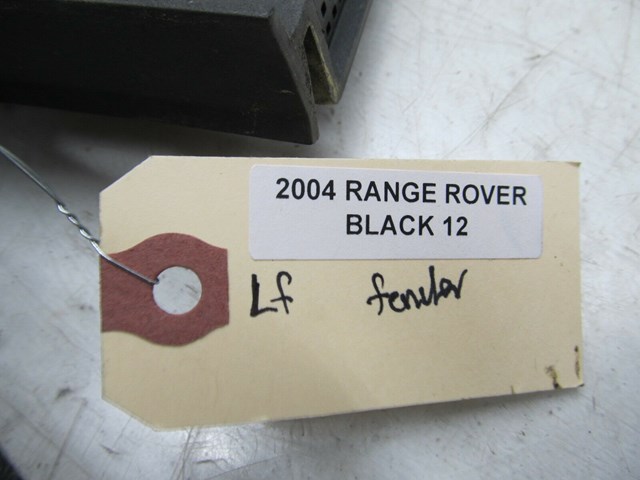 2004 RANGE ROVER
BLACK 12
Lf fender